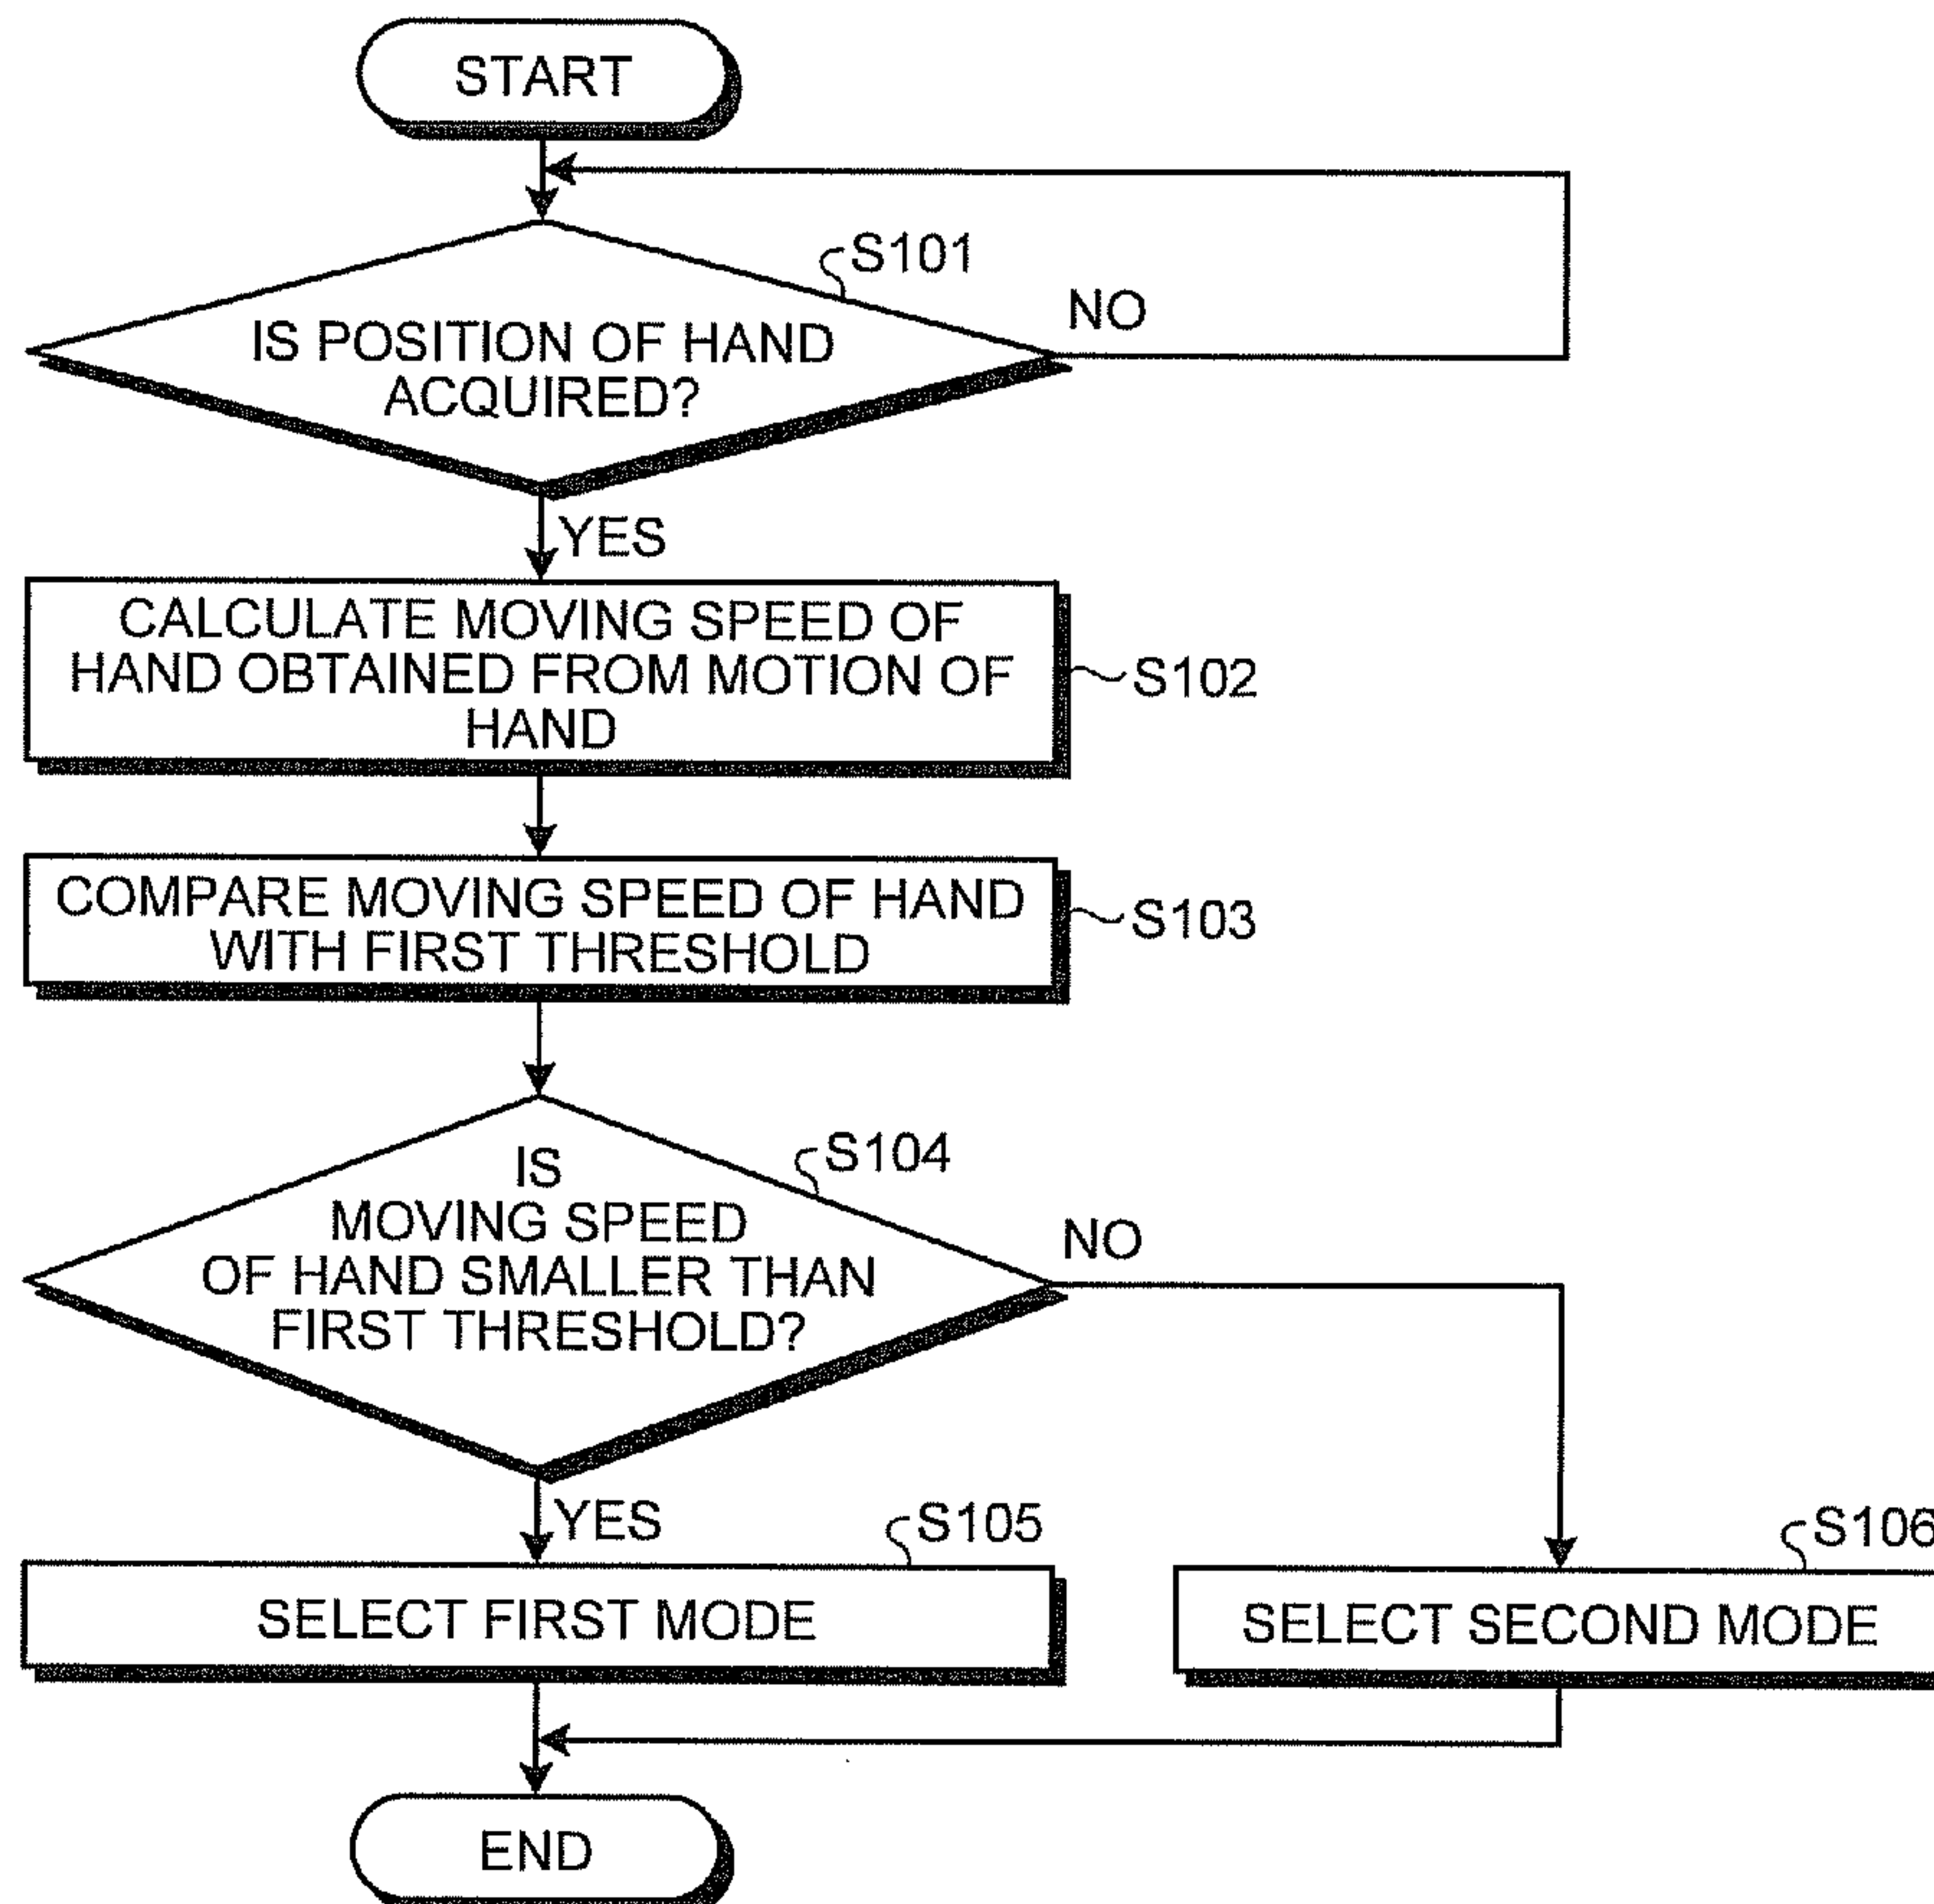 START
S101
IS POSITION OF HAND
ACQUIRED?
NO
YES
CALCULATE MOVING SPEED OF
HAND OBTAINED FROM MOTION OF
HAND
S102
COMPARE MOVING SPEED OF HAND
WITH FIRST THRESHOLD
S103
S104
IS
MOVING SPEED
OF HAND SMALLER THAN
FIRST THRESHOLD?
NO
YES
S105
SELECT FIRST MODE
S106
SELECT SECOND MODE
END